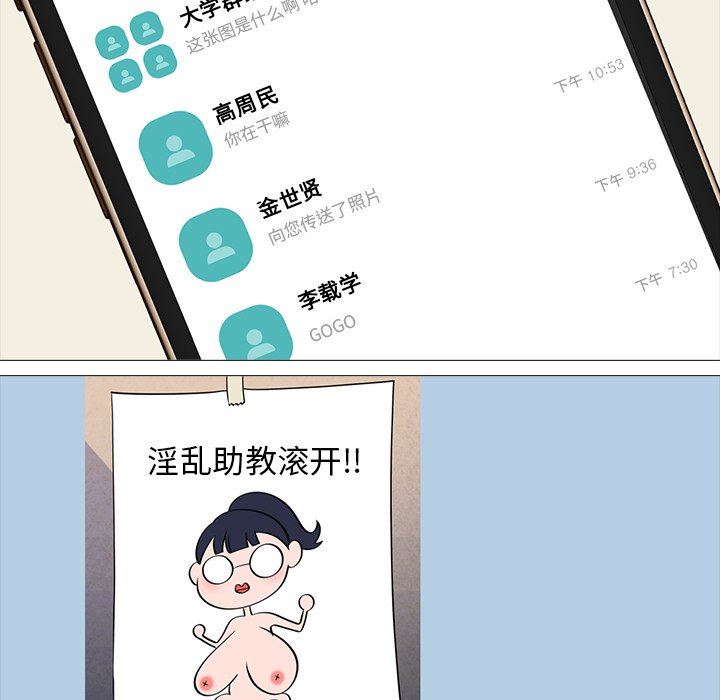 大学群
这张图是什么啊
下午 10:53
高周民
你在干嘛
下午 9:36
金世贤
向您传送了照片
下午 7:30
李载学
GOGO
淫乱助教滚开!!